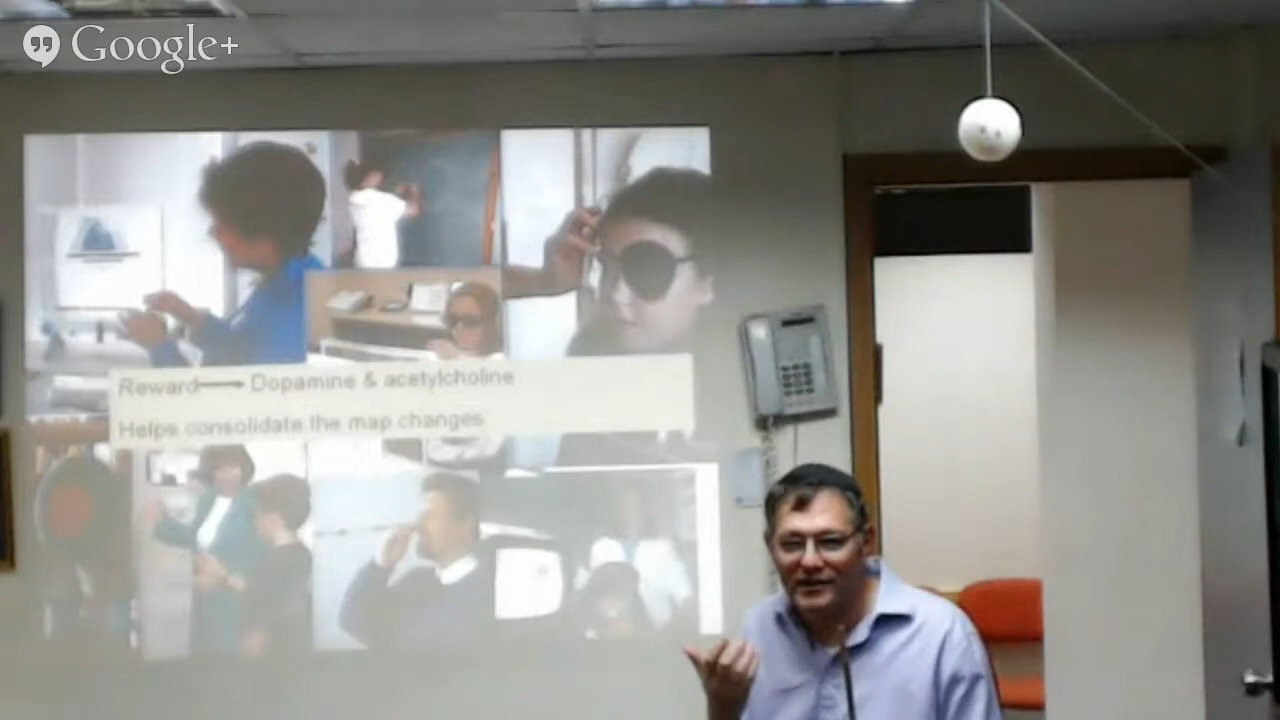 Google+
Reward → Dopamine & acetylcholine
Helps consolidate the map changes